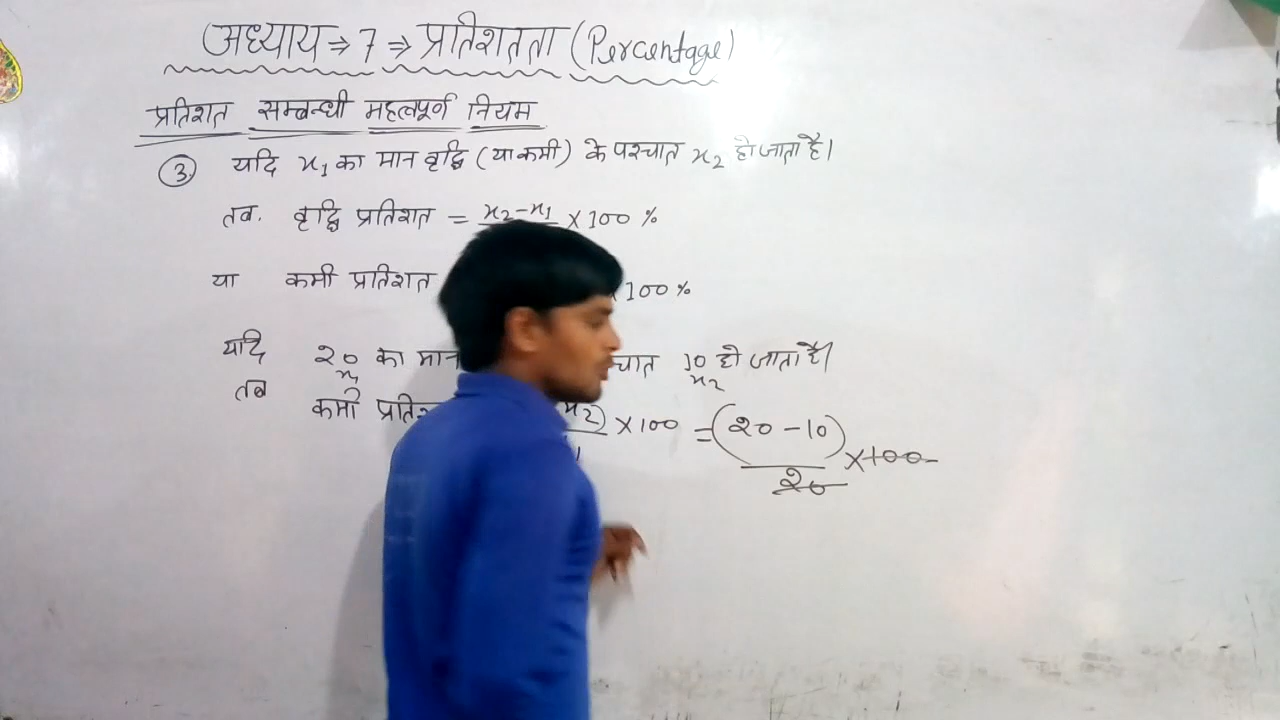 अध्याय ⇒ 7 ⇒ प्रतिशतता (Percentage)
प्रतिशत सम्बन्धी महत्वपूर्ण नियम
③ यदि x₁ का मान वृद्धि (या कमी) के पश्चात x₂ हो जाता है।
तब. वृद्धि प्रतिशत = x₂-x₁ × 100 %
या कमी प्रतिशत 100 %
यदि 20 का मान 10 हो जाता है।
x₁ x₂
तब कमी × 100 = (20 - 10) × 100
20